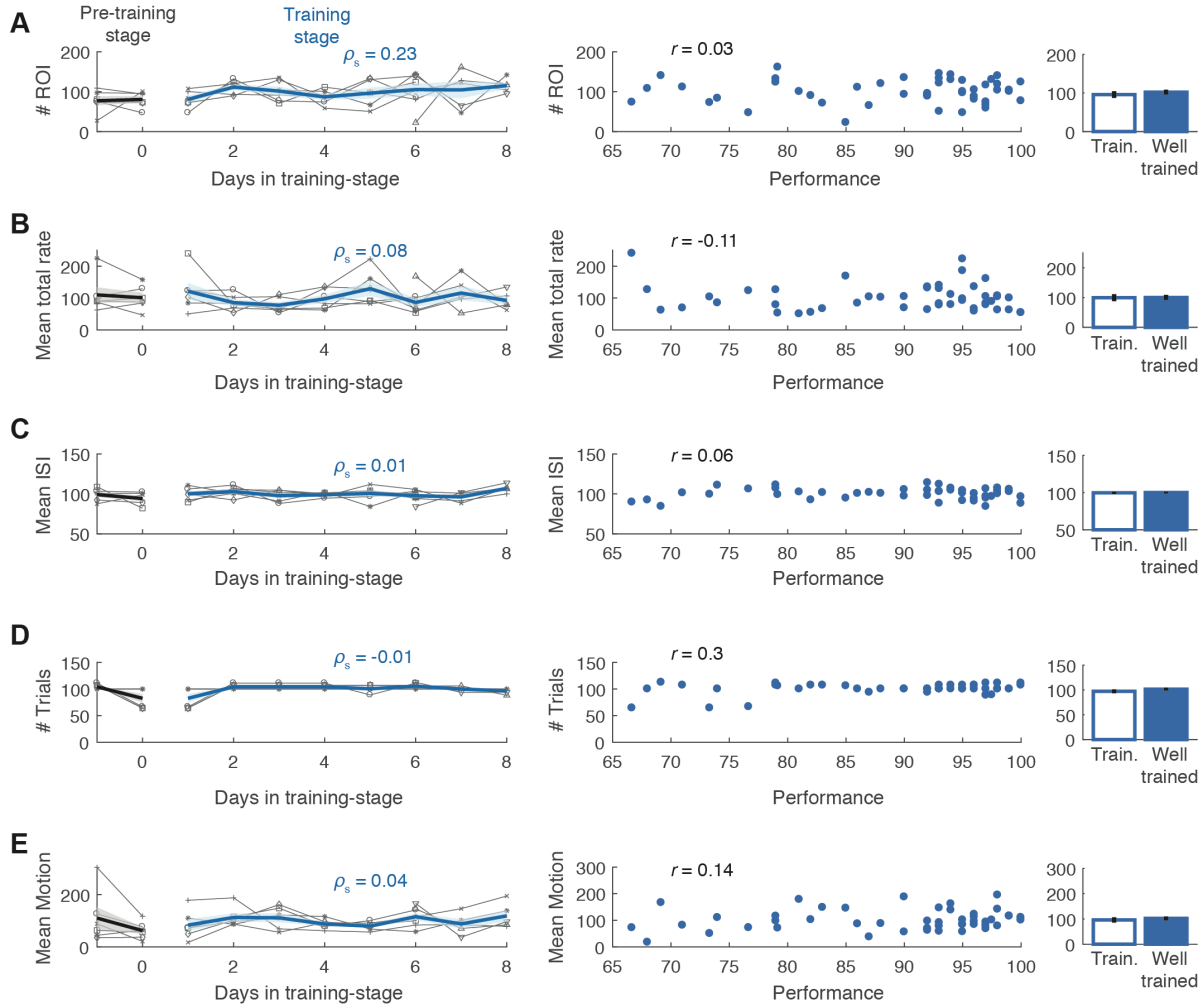 A
Pre-training
stage
Training
stage
ρs = 0.23
# ROI
200
100
0
0 2 4 6 8
Days in training-stage
r = 0.03
# ROI
200
100
0
65 70 75 80 85 90 95 100
Performance
200
100
0
Train. Well
trained
B
ρs = 0.08
Mean total rate
200
100
0
0 2 4 6 8
Days in training-stage
r = -0.11
Mean total rate
200
100
0
65 70 75 80 85 90 95 100
Performance
200
100
0
Train. Well
trained
C
ρs = 0.01
Mean ISI
150
100
50
0 2 4 6 8
Days in training-stage
r = 0.06
Mean ISI
150
100
50
65 70 75 80 85 90 95 100
Performance
150
100
50
Train. Well
trained
D
ρs = -0.01
# Trials
150
100
50
0
0 2 4 6 8
Days in training-stage
r = 0.3
# Trials
150
100
50
0
65 70 75 80 85 90 95 100
Performance
150
100
50
0
Train. Well
trained
E
ρs = 0.04
Mean Motion
200
0
0 2 4 6 8
Days in training-stage
r = 0.14
Mean Motion
300
200
100
0
65 70 75 80 85 90 95 100
Performance
300
200
100
0
Train. Well
trained